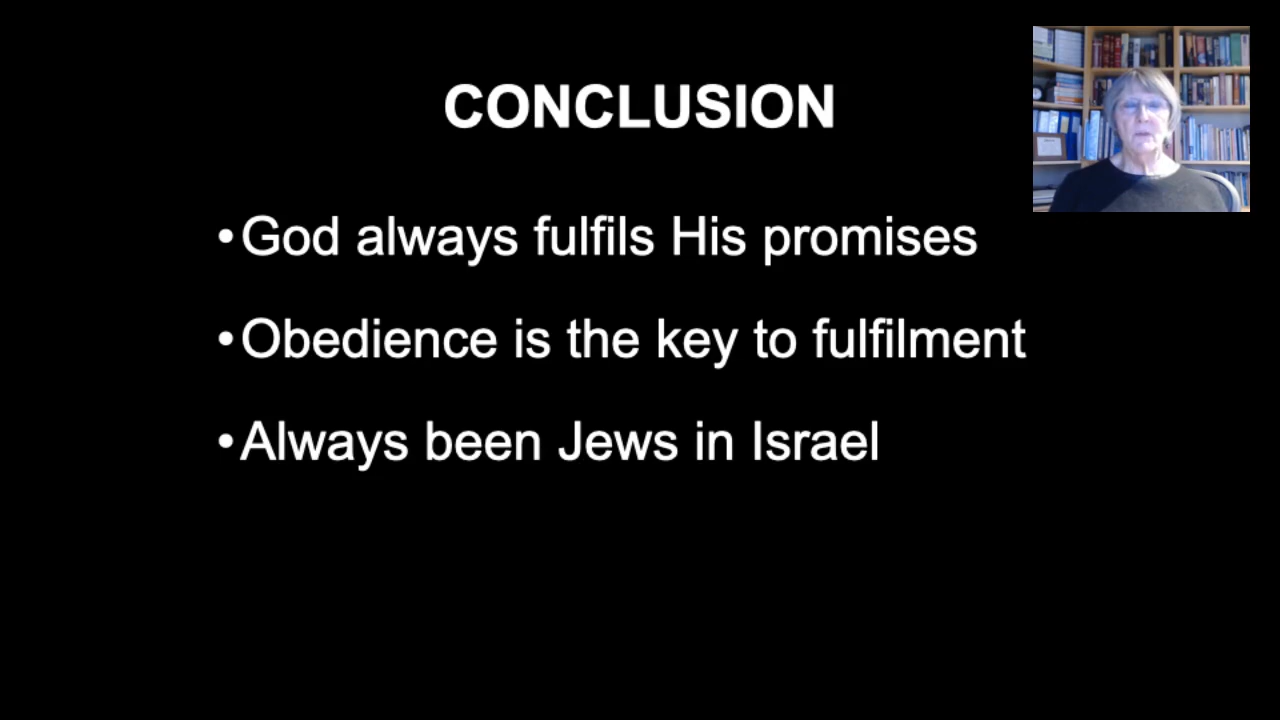 CONCLUSION
•God always fulfils His promises
•Obedience is the key to fulfilment
•Always been Jews in Israel